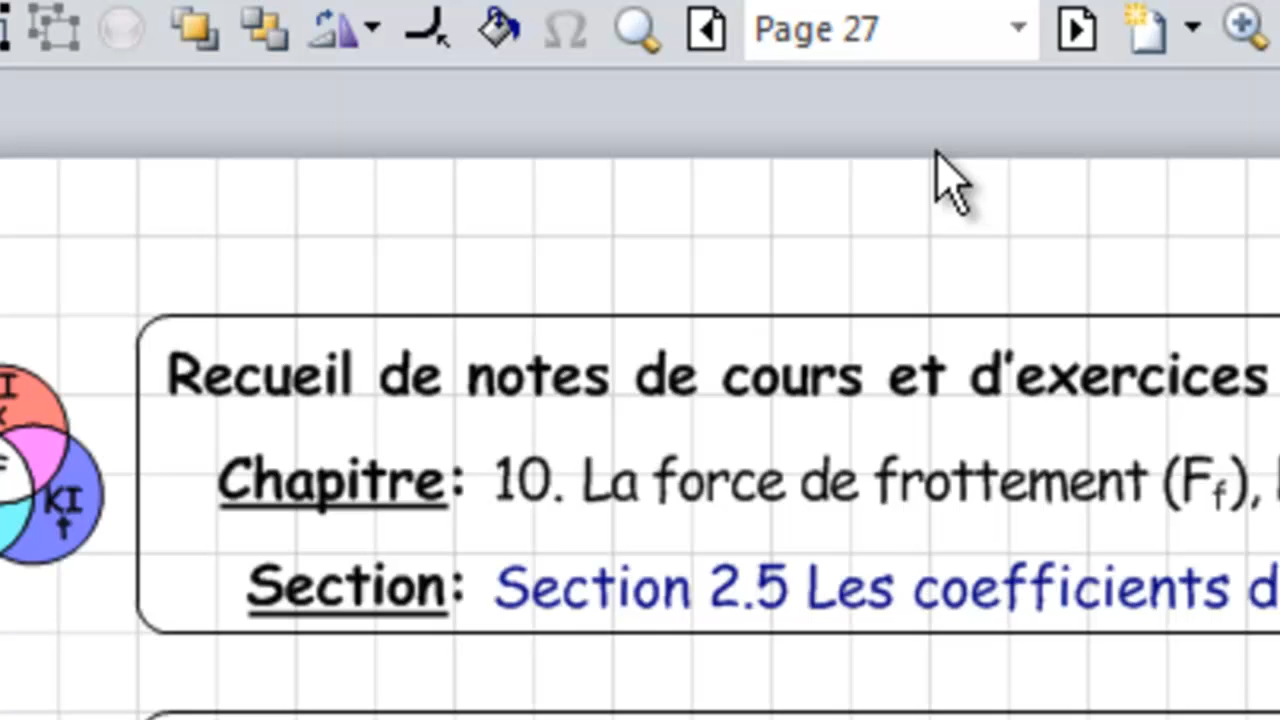 Page 27
Recueil de notes de cours et d'exercices
Chapitre: 10. La force de frottement (Ff),
Section: Section 2.5 Les coefficients d
KI
t